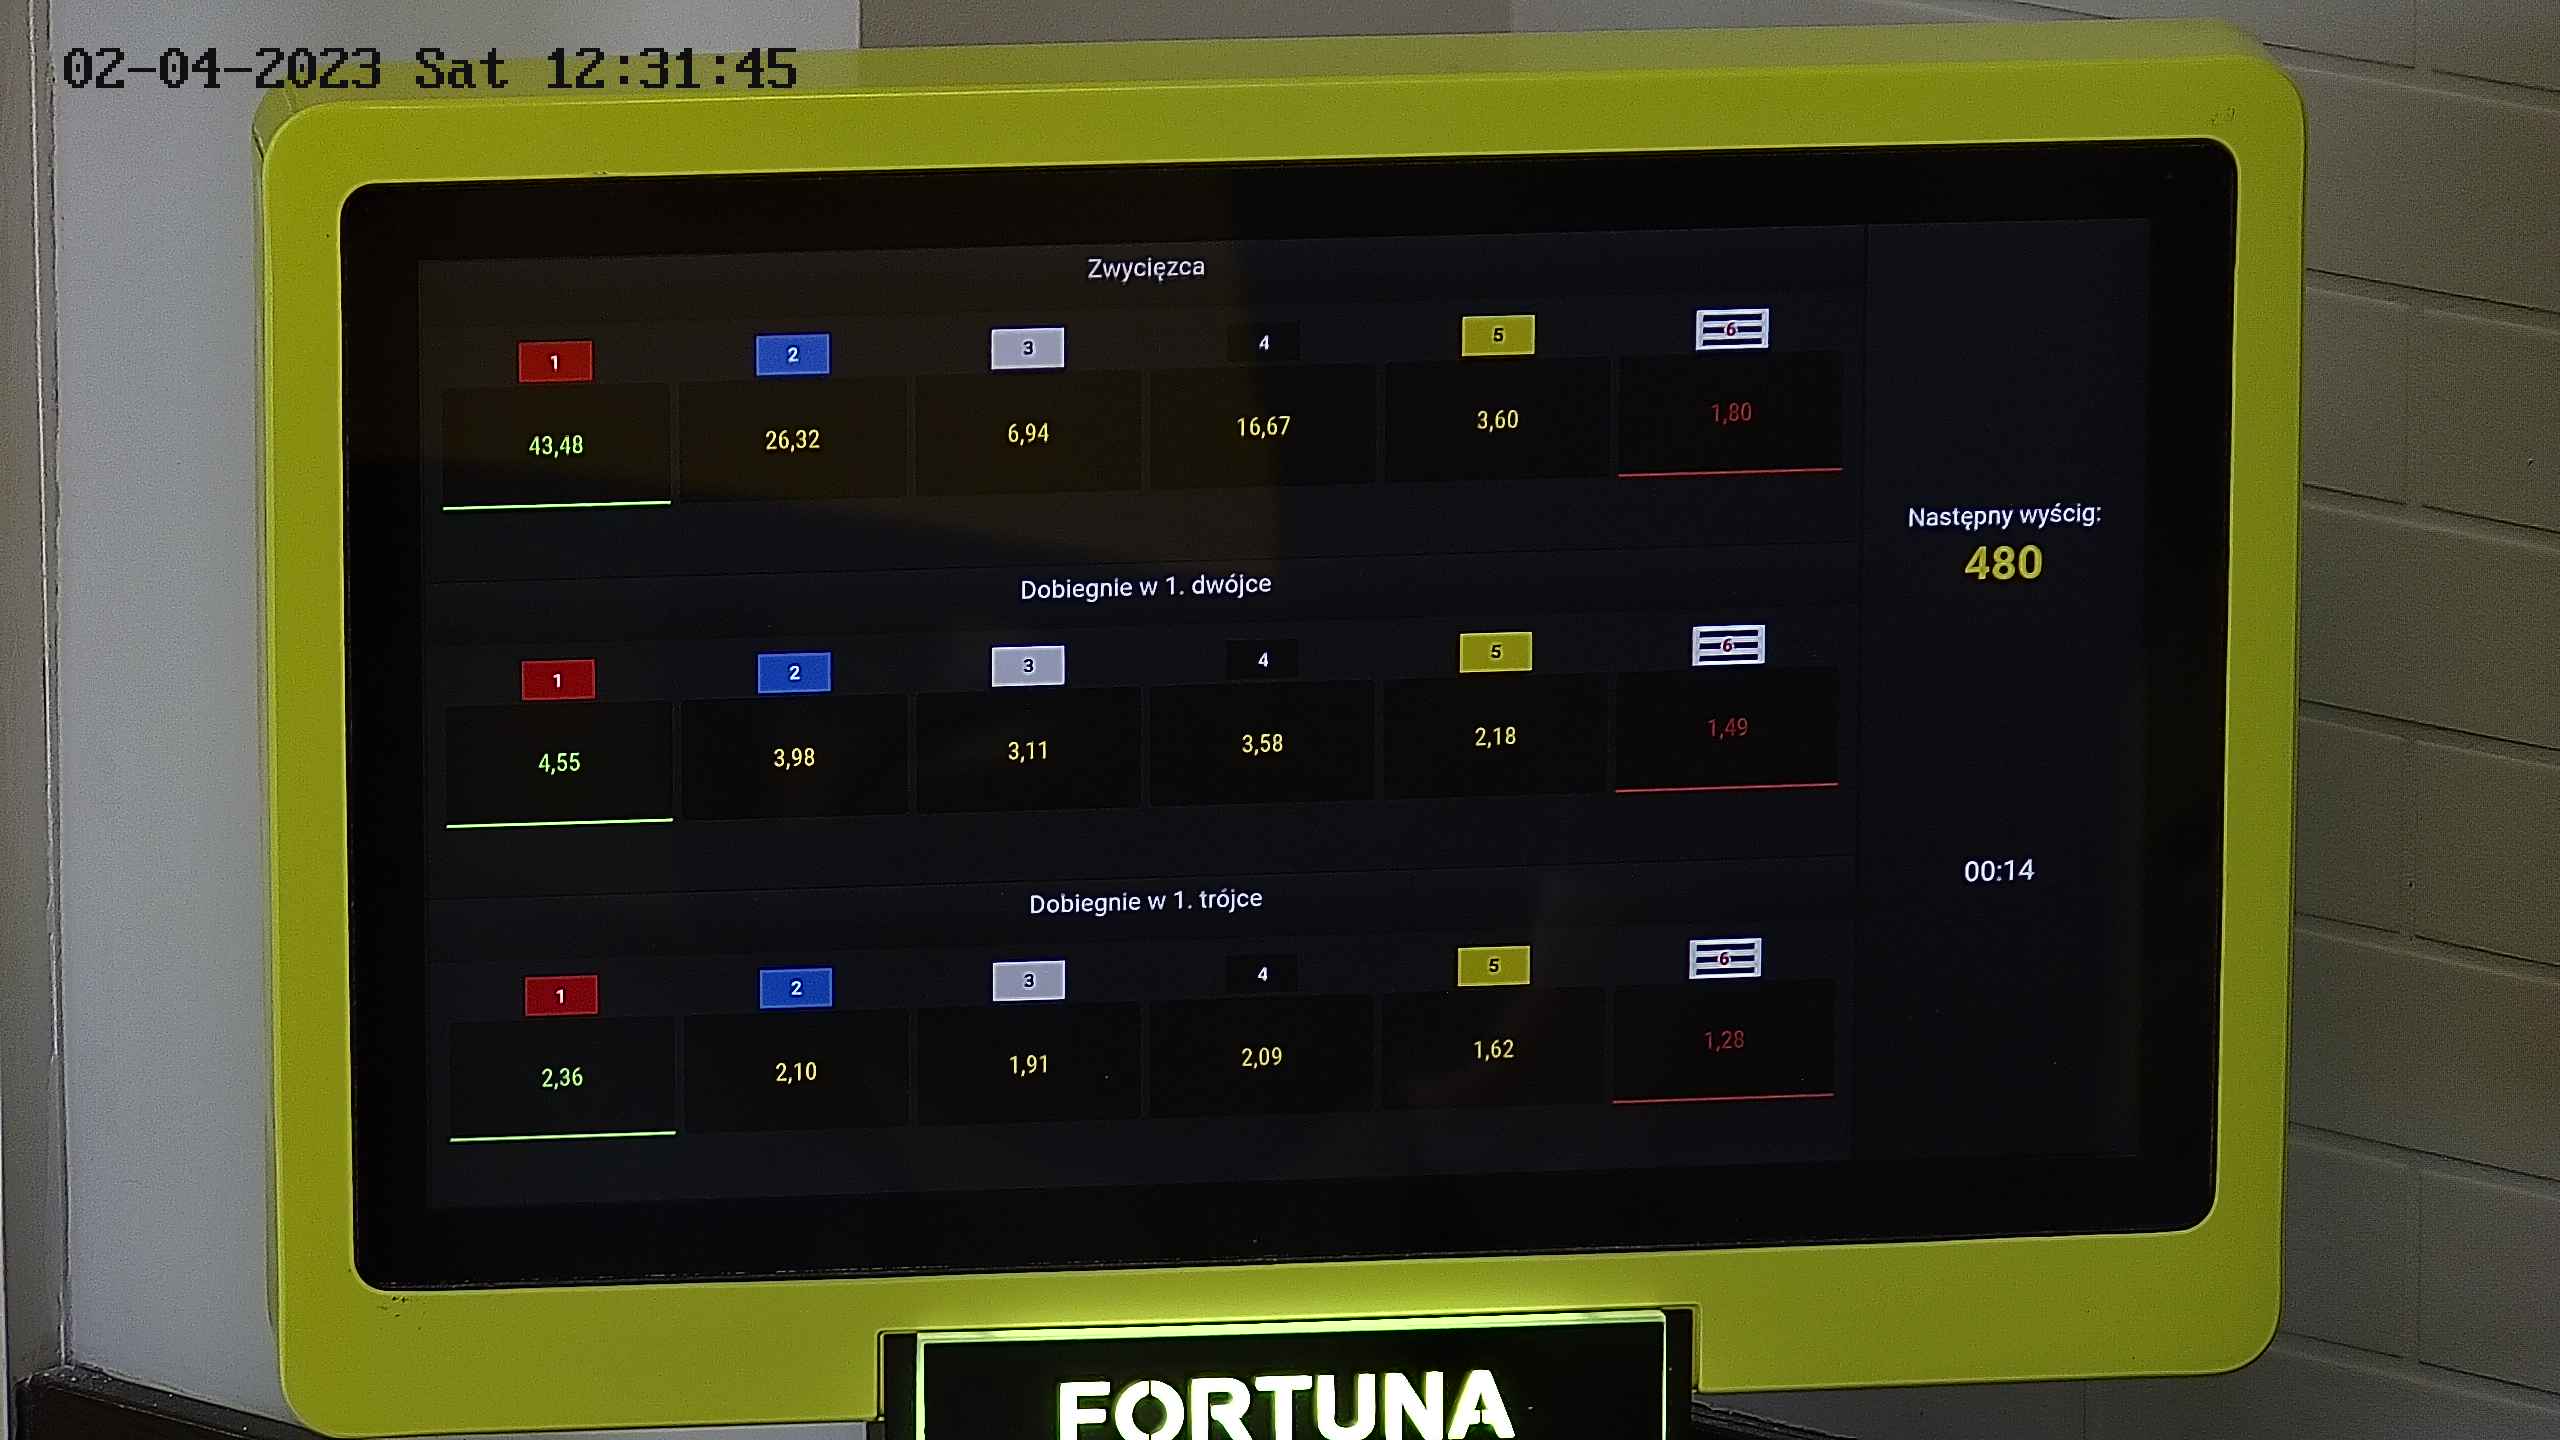 02-04-2023 Sat 12:31:45
Zwycięzca
1 2 3 4 5 6
43,48 26,32 6,94 16,67 3,60 1,80
Następny wyścig:
480
Dobiegnie w 1. dwójce
1 2 3 4 5 6
4,55 3,98 3,11 3,58 2,18 1,49
00:14
Dobiegnie w 1. trójce
1 2 3 4 5 6
2,36 2,10 1,91 2,09 1,62 1,28
FORTUNA